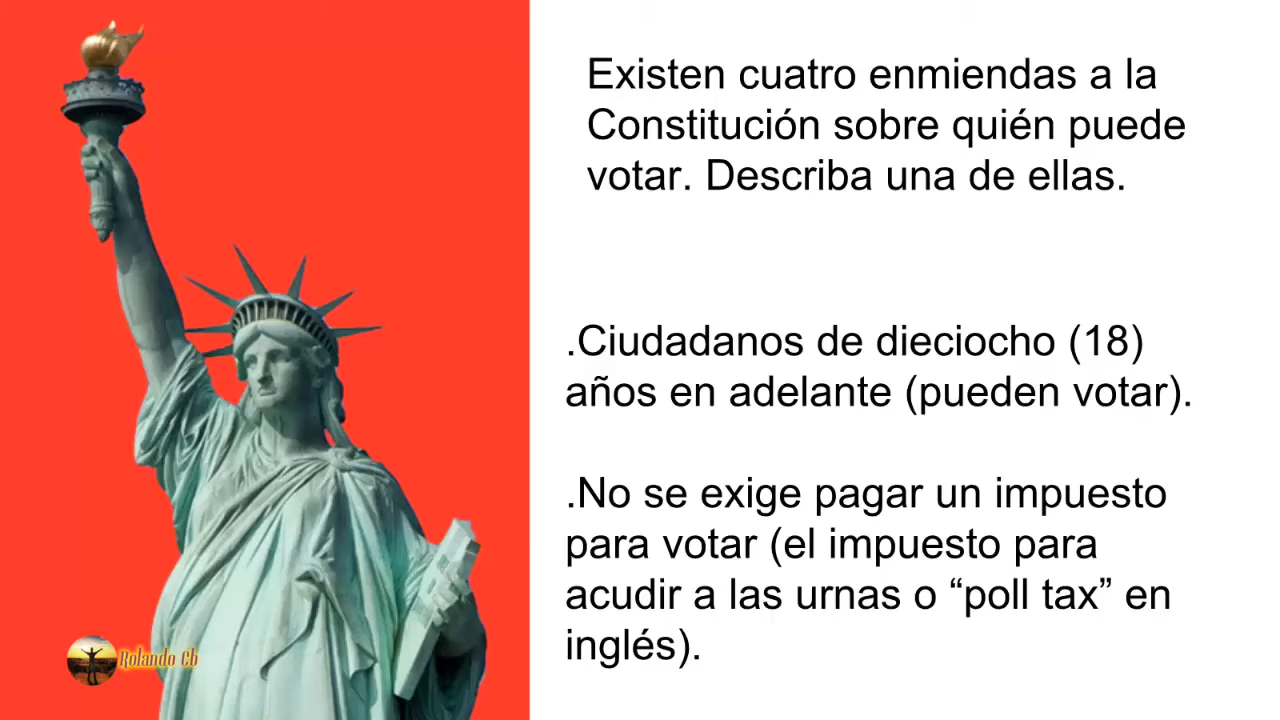 Existen cuatro enmiendas a la
Constitución sobre quién puede
votar. Describa una de ellas.
.Ciudadanos de dieciocho (18)
años en adelante (pueden votar).
.No se exige pagar un impuesto
para votar (el impuesto para
acudir a las urnas o “poll tax” en
inglés).
Rolando Cb